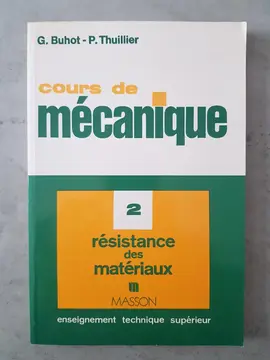 G. Buhot - P. Thuillier
cours de
mécanique
2
résistance
des
matériaux
m
MASSON
enseignement technique supérieur